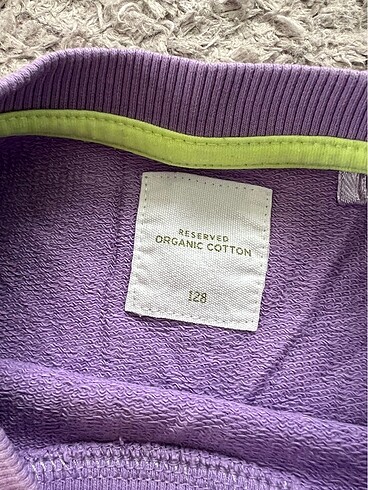 RESERVED
ORGANIC COTTON
128